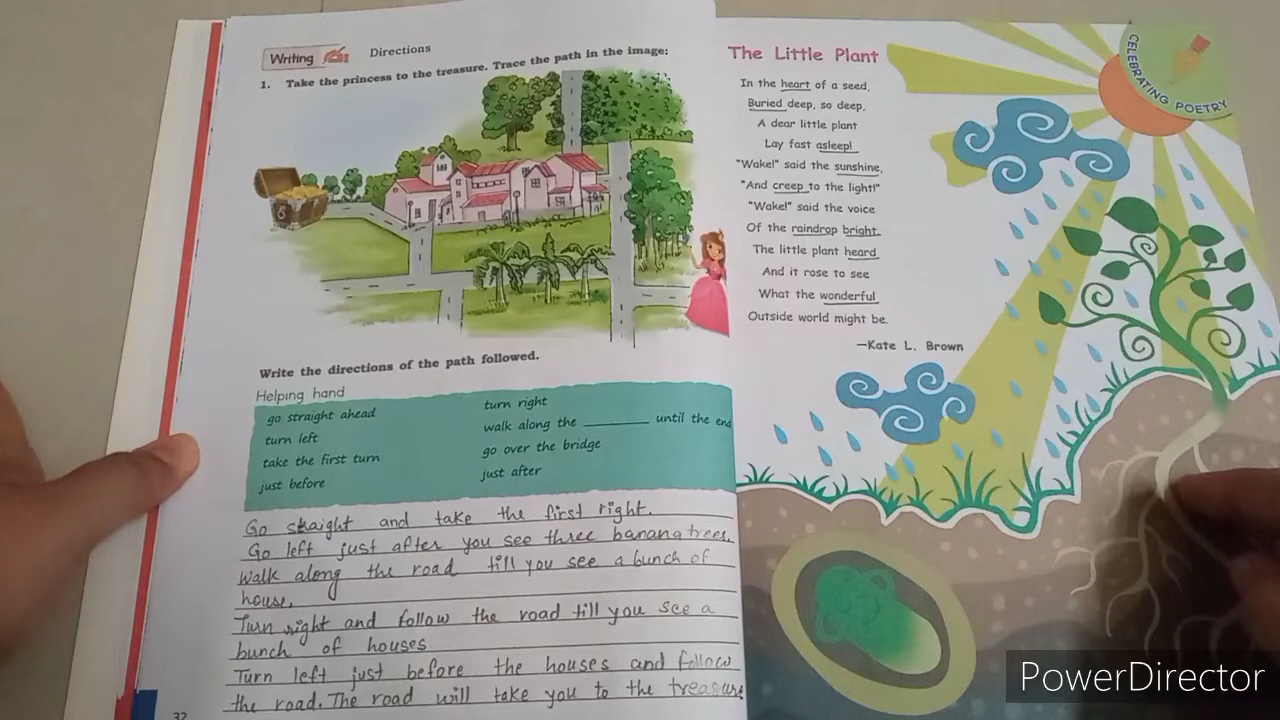 Writing
Directions
1. Take the princess to the treasure. Trace the path in the image:
Write the directions of the path followed.
Helping hand
go straight ahead
turn left
take the first turn
just before
turn right
walk along the ________ until the end
go over the bridge
just after
Go straight and take the first right.
Go left just after you see three banana trees.
Walk along the road till you see a bunch of
house.
Turn right and follow the road till you see a
bunch of houses
Turn left just before the houses and follow
the road. The road will take you to the treasure
32
The Little Plant
In the heart of a seed,
Buried deep, so deep,
A dear little plant
Lay fast asleep!
"Wake!" said the sunshine,
"And creep to the light!"
"Wake!" said the voice
Of the raindrop bright.
The little plant heard
And it rose to see
What the wonderful
Outside world might be.
—Kate L. Brown
CELEBRATING POETRY
PowerDirector